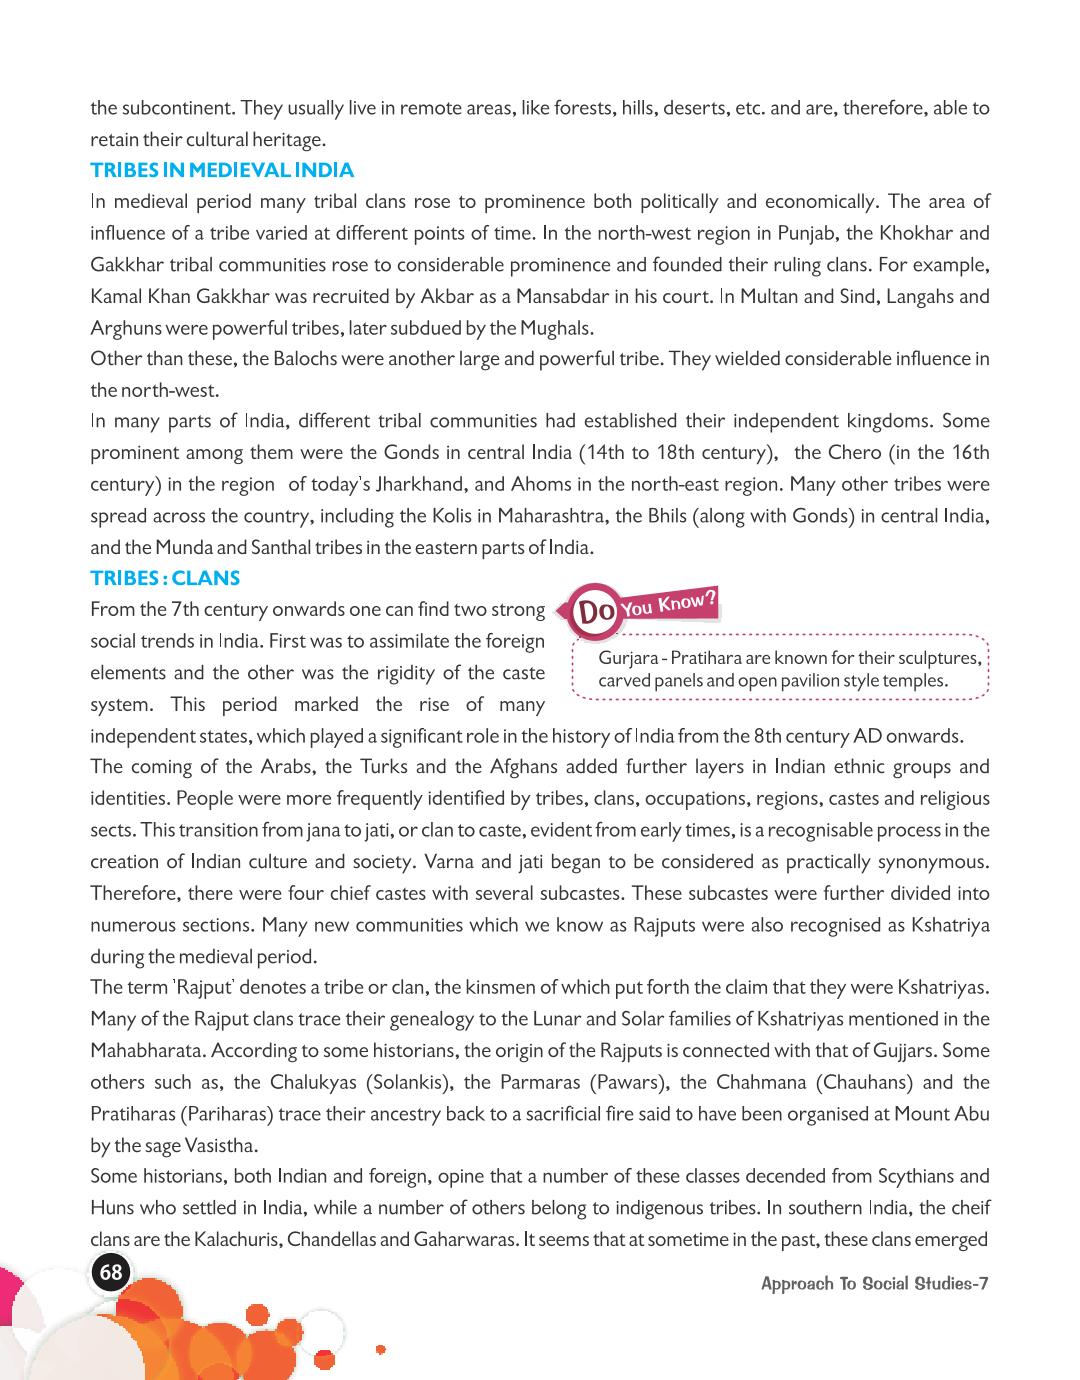 the subcontinent. They usually live in remote areas, like forests, hills, deserts, etc. and are, therefore, able to
retain their cultural heritage.
TRIBES IN MEDIEVAL INDIA
In medieval period many tribal clans rose to prominence both politically and economically. The area of
influence of a tribe varied at different points of time. In the north-west region in Punjab, the Khokhar and
Gakkhar tribal communities rose to considerable prominence and founded their ruling clans. For example,
Kamal Khan Gakkhar was recruited by Akbar as a Mansabdar in his court. In Multan and Sind, Langahs and
Arghuns were powerful tribes, later subdued by the Mughals.
Other than these, the Balochs were another large and powerful tribe. They wielded considerable influence in
the north-west.
In many parts of India, different tribal communities had established their independent kingdoms. Some
prominent among them were the Gonds in central India (14th to 18th century), the Chero (in the 16th
century) in the region of today's Jharkhand, and Ahoms in the north-east region. Many other tribes were
spread across the country, including the Kolis in Maharashtra, the Bhils (along with Gonds) in central India,
and the Munda and Santhal tribes in the eastern parts of India.
TRIBES : CLANS
From the 7th century onwards one can find two strong
social trends in India. First was to assimilate the foreign
elements and the other was the rigidity of the caste
system. This period marked the rise of many
independent states, which played a significant role in the history of India from the 8th century AD onwards.
Do You Know?
Gurjara - Pratihara are known for their sculptures,
carved panels and open pavilion style temples.
The coming of the Arabs, the Turks and the Afghans added further layers in Indian ethnic groups and
identities. People were more frequently identified by tribes, clans, occupations, regions, castes and religious
sects. This transition from jana to jati, or clan to caste, evident from early times, is a recognisable process in the
creation of Indian culture and society. Varna and jati began to be considered as practically synonymous.
Therefore, there were four chief castes with several subcastes. These subcastes were further divided into
numerous sections. Many new communities which we know as Rajputs were also recognised as Kshatriya
during the medieval period.
The term 'Rajput' denotes a tribe or clan, the kinsmen of which put forth the claim that they were Kshatriyas.
Many of the Rajput clans trace their genealogy to the Lunar and Solar families of Kshatriyas mentioned in the
Mahabharata. According to some historians, the origin of the Rajputs is connected with that of Gujjars. Some
others such as, the Chalukyas (Solankis), the Parmaras (Pawars), the Chahmana (Chauhans) and the
Pratiharas (Pariharas) trace their ancestry back to a sacrificial fire said to have been organised at Mount Abu
by the sage Vasistha.
Some historians, both Indian and foreign, opine that a number of these classes decended from Scythians and
Huns who settled in India, while a number of others belong to indigenous tribes. In southern India, the cheif
clans are the Kalachuris, Chandellas and Gaharwaras. It seems that at sometime in the past, these clans emerged
68
Approach To Social Studies-7